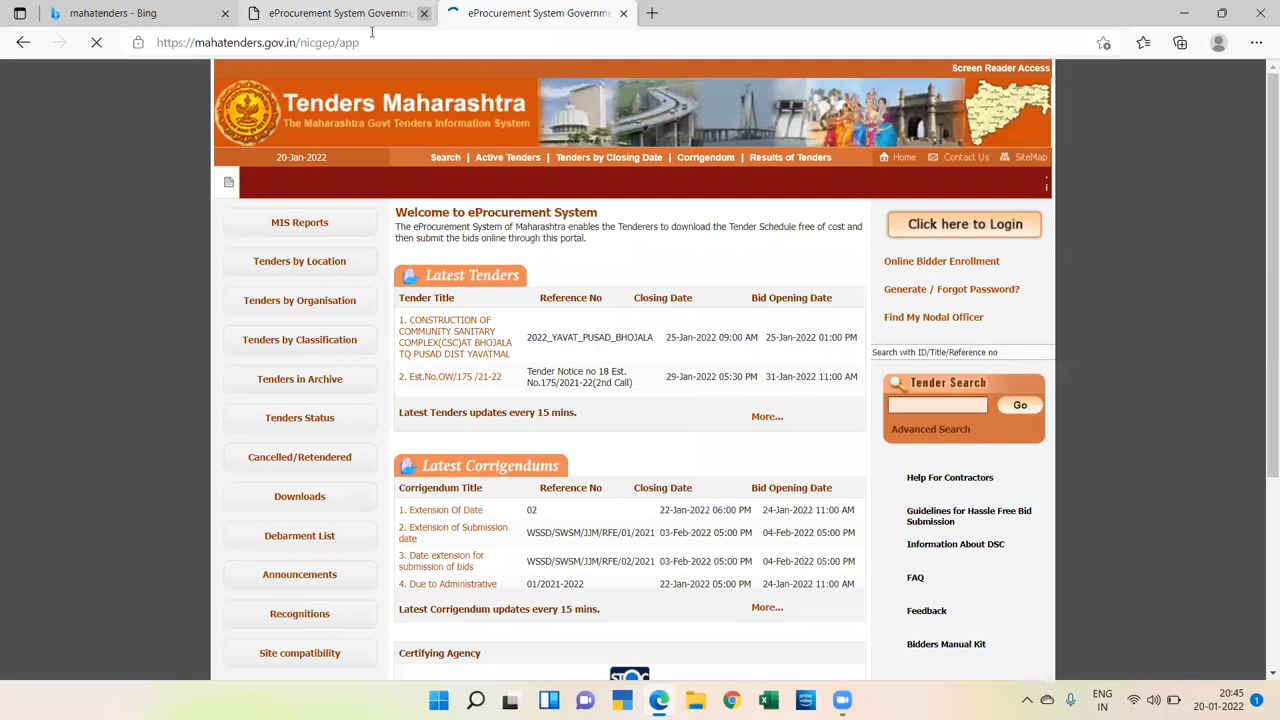 mahatenders - Bing
eProcurement System Governme
eProcurement System Governme
https://mahatenders.gov.in/nicgep/app
Screen Reader Access
Tenders Maharashtra
The Maharashtra Govt Tenders Information System
20-Jan-2022
Search | Active Tenders | Tenders by Closing Date | Corrigendum | Results of Tenders
Home Contact Us SiteMap
MIS Reports
Tenders by Location
Tenders by Organisation
Tenders by Classification
Tenders in Archive
Tenders Status
Cancelled/Retendered
Downloads
Debarment List
Announcements
Recognitions
Site compatibility
Welcome to eProcurement System
The eProcurement System of Maharashtra enables the Tenderers to download the Tender Schedule free of cost and
then submit the bids online through this portal.
Latest Tenders
Tender Title Reference No Closing Date Bid Opening Date
1. CONSTRUCTION OF
COMMUNITY SANITARY
COMPLEX(CSC)AT BHOJALA
TQ PUSAD DIST YAVATMAL
2022_YAVAT_PUSAD_BHOJALA 25-Jan-2022 09:00 AM 25-Jan-2022 01:00 PM
2. Est.No.OW/175 /21-22
Tender Notice no 18 Est.
No.175/2021-22(2nd Call)
29-Jan-2022 05:30 PM 31-Jan-2022 11:00 AM
Latest Tenders updates every 15 mins.
More...
Latest Corrigendums
Corrigendum Title Reference No Closing Date Bid Opening Date
1. Extension Of Date 02 22-Jan-2022 06:00 PM 24-Jan-2022 11:00 AM
2. Extension of Submission
date
WSSD/SWSM/JJM/RFE/01/2021 03-Feb-2022 05:00 PM 04-Feb-2022 05:00 PM
3. Date extension for
submission of bids
WSSD/SWSM/JJM/RFE/02/2021 03-Feb-2022 05:00 PM 04-Feb-2022 05:00 PM
4. Due to Administrative 01/2021-2022 22-Jan-2022 05:00 PM 24-Jan-2022 11:00 AM
Latest Corrigendum updates every 15 mins.
More...
Certifying Agency
STQC
Click here to Login
Online Bidder Enrollment
Generate / Forgot Password?
Find My Nodal Officer
Search with ID/Title/Reference no
Tender Search
Go
Advanced Search
Help For Contractors
Guidelines for Hassle Free Bid
Submission
Information About DSC
FAQ
Feedback
Bidders Manual Kit
prime
video
ENG
IN
20:45
20-01-2022
1